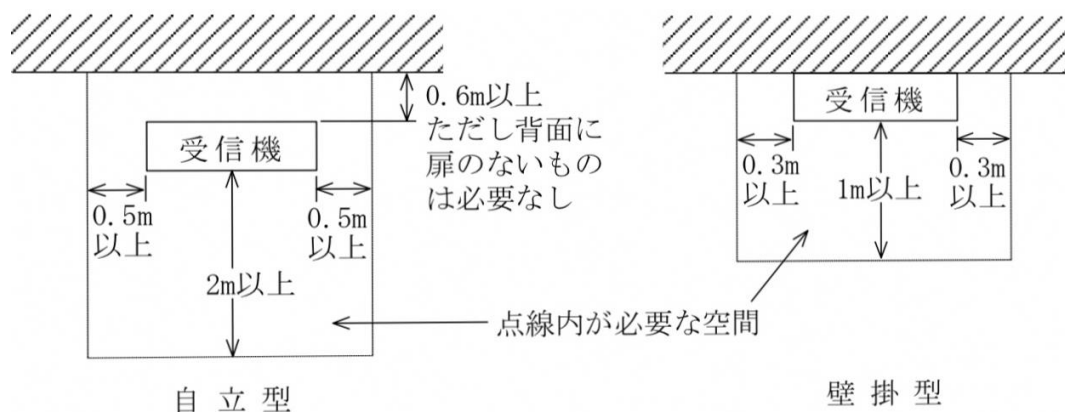 受信機
0.6m以上
ただし背面に
扉のないもの
は必要なし
0.5m
以上
0.5m
以上
2m以上
自立型
受信機
0.3m
以上
0.3m
以上
1m以上
点線内が必要な空間
壁掛型